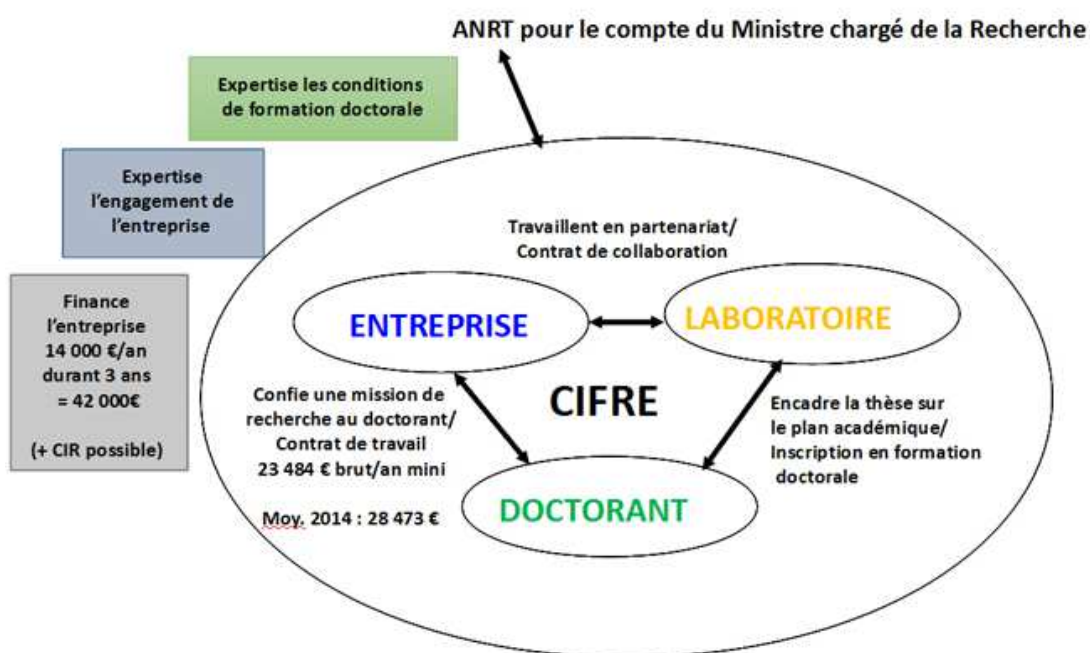 ANRT pour le compte du Ministre chargé de la Recherche
Expertise les conditions
de formation doctorale
Expertise
l'engagement de
l'entreprise
Finance
l'entreprise
14 000 €/an
durant 3 ans
= 42 000€
(+ CIR possible)
Travaillent en partenariat/
Contrat de collaboration
ENTREPRISE
LABORATOIRE
CIFRE
Confie une mission de
recherche au doctorant/
Contrat de travail
23 484 € brut/an mini
Moy. 2014 : 28 473 €
Encadre la thèse sur
le plan académique/
Inscription en formation
doctorale
DOCTORANT